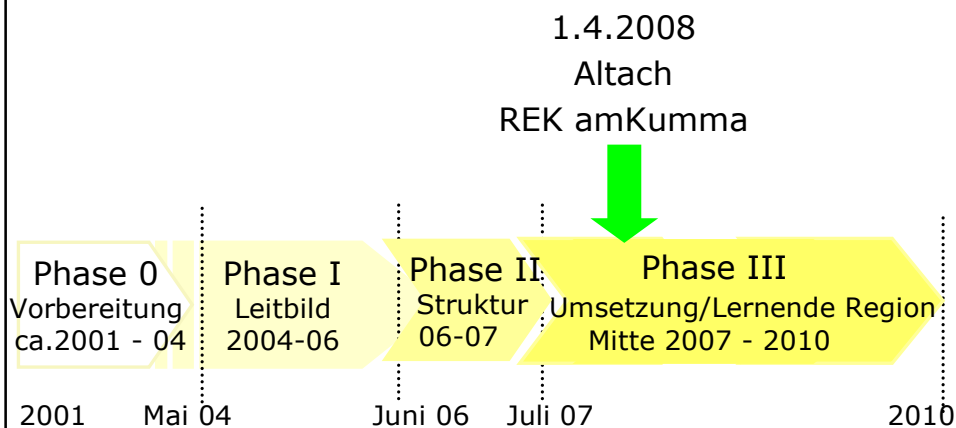 1.4.2008
Altach
REK amKumma
Phase 0
Vorbereitung
ca.2001 - 04
Phase I
Leitbild
2004-06
Phase II
Struktur
06-07
Phase III
Umsetzung/Lernende Region
Mitte 2007 - 2010
2001
Mai 04
Juni 06
Juli 07
2010